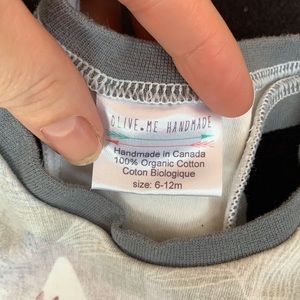 OLIVE.ME HANDMADE
Handmade in Canada
100% Organic Cotton
Coton Biologique
size: 6-12m